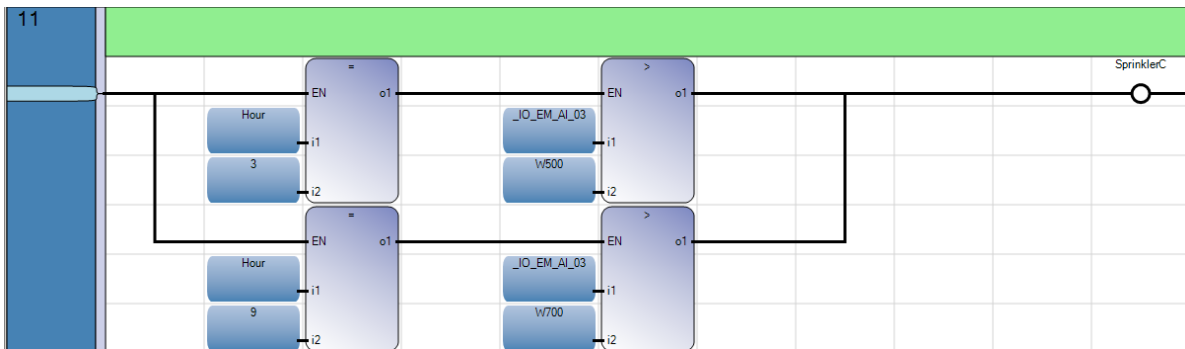 11
=
>
SprinklerC
EN o1
EN o1
Hour
_IO_EM_AI_03
i1
i1
3
W500
i2
i2
=
>
EN o1
EN o1
Hour
_IO_EM_AI_03
i1
i1
9
W700
i2
i2